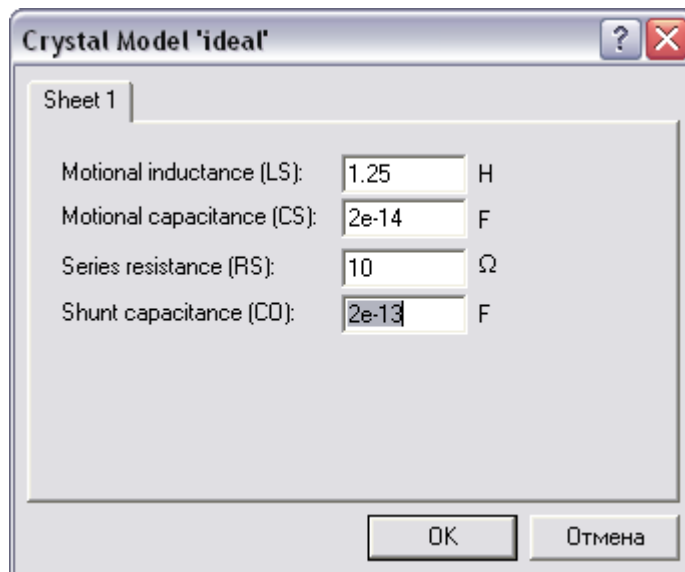 Crystal Model 'ideal'
Sheet 1
Motional inductance (LS): 1.25 H
Motional capacitance (CS): 2e-14 F
Series resistance (RS): 10 Ω
Shunt capacitance (CO): 2e-13 F
OK Отмена